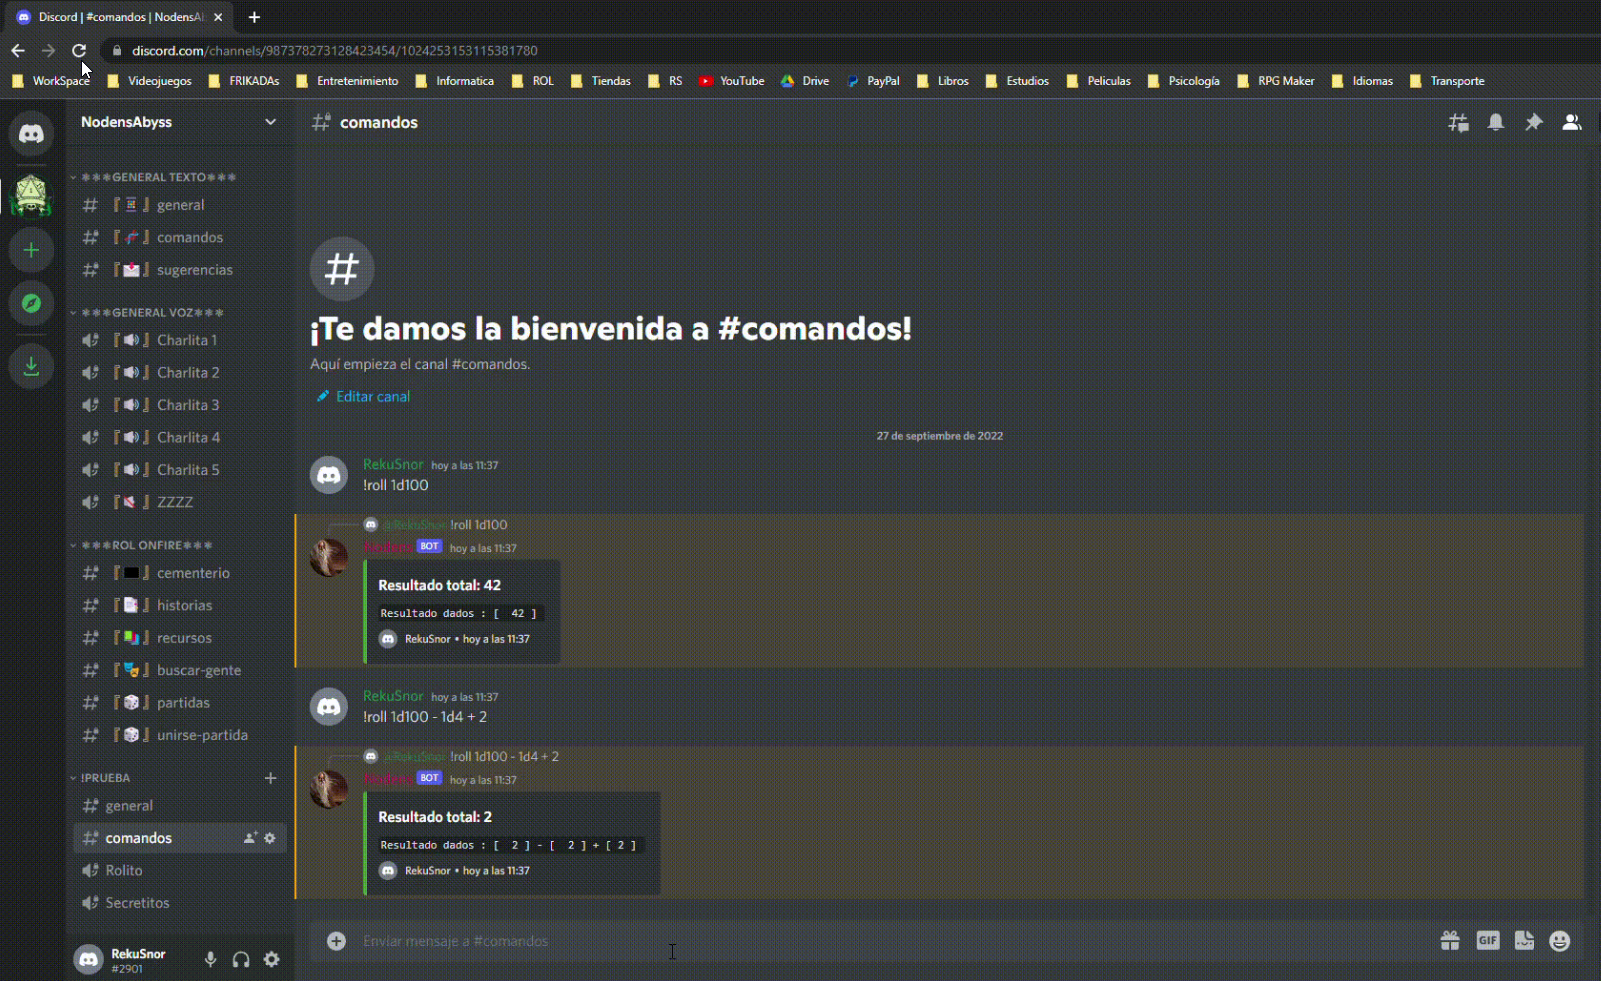 Discord | #comandos | NodensA
discord.com/channels/987378273128423454/1024253153115381780
WorkSpace Videojuegos FRIKADAs Entretenimiento Informatica ROL Tiendas RS YouTube Drive PayPal Libros Estudios Peliculas Psicología RPG Maker Idiomas Transporte
NodensAbyss
# comandos
***GENERAL TEXTO***
general
comandos
sugerencias
***GENERAL VOZ***
Charlita 1
Charlita 2
Charlita 3
Charlita 4
Charlita 5
ZZZZ
***ROL ONFIRE***
cementerio
historias
recursos
buscar-gente
partidas
unirse-partida
!PRUEBA
general
comandos
Rolito
Secretitos
RekuSnor
#2901
¡Te damos la bienvenida a #comandos!
Aquí empieza el canal #comandos.
Editar canal
27 de septiembre de 2022
RekuSnor hoy a las 11:37
!roll 1d100
@RekuSnor !roll 1d100
BOT hoy a las 11:37
Resultado total: 42
Resultado dados : [ 42 ]
RekuSnor • hoy a las 11:37
RekuSnor hoy a las 11:37
!roll 1d100 - 1d4 + 2
@RekuSnor !roll 1d100 - 1d4 + 2
BOT hoy a las 11:37
Resultado total: 2
Resultado dados : [ 2 ] - [ 2 ] + [ 2 ]
RekuSnor • hoy a las 11:37
Enviar mensaje a #comandos
GIF